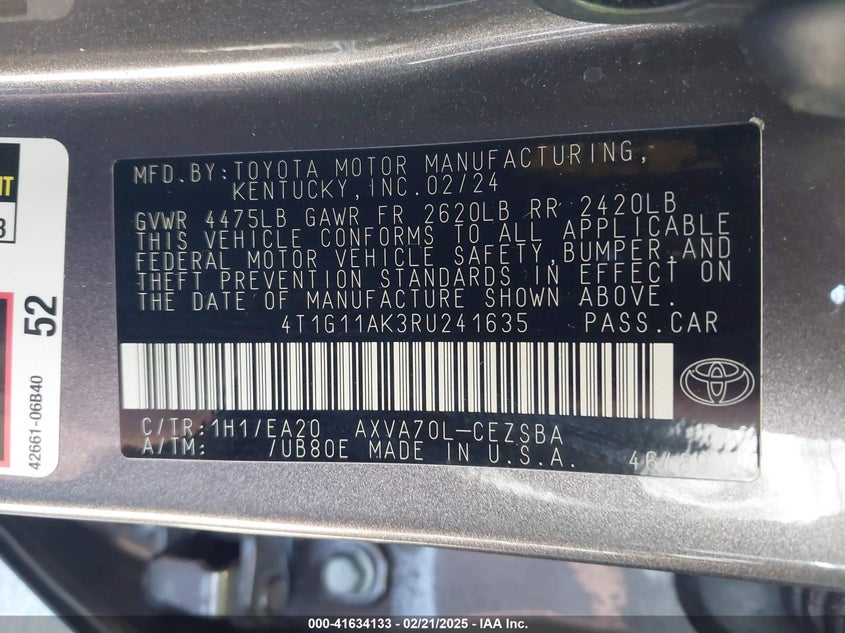 MFD.BY:TOYOTA MOTOR MANUFACTURING,
KENTUCKY,INC.02/24
GVWR 4475LB GAWR FR 2620LB RR 2420LB
THIS VEHICLE CONFORMS TO ALL APPLICABLE
FEDERAL MOTOR VEHICLE SAFETY,BUMPER,AND
THEFT PREVENTION STANDARDS IN EFFECT ON
THE DATE OF MANUFACTURE SHOWN ABOVE.
4T1G11AK3RU241635 PASS.CAR
C/TR:1H1/EA20 AXVA70L-CEZSBA
A/TM: /UB80E MADE IN U.S.A.
52
42661-06B40
000-41634133 - 02/21/2025 - IAA Inc.